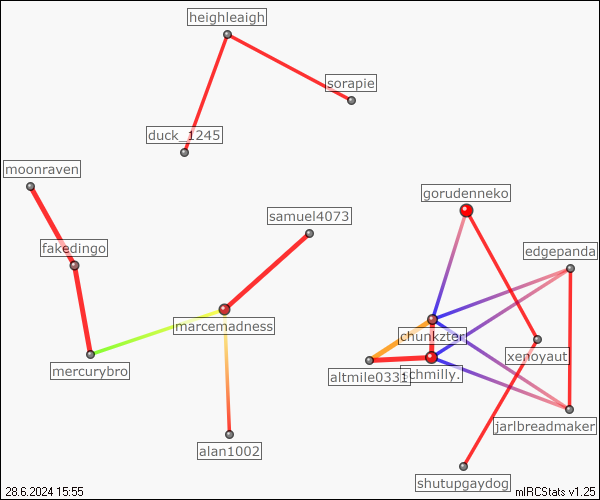 heighleaigh
sorapie
duck_1245
moonraven
gorudenneko
samuel4073
fakedingo
edgepanda
marcemadness
chunkzter
xenoyaut
mercurybro
altmile0331
schmilly.
jarlbreadmaker
alan1002
shutupgaydog
28.6.2024 15:55
mIRCStats v1.25